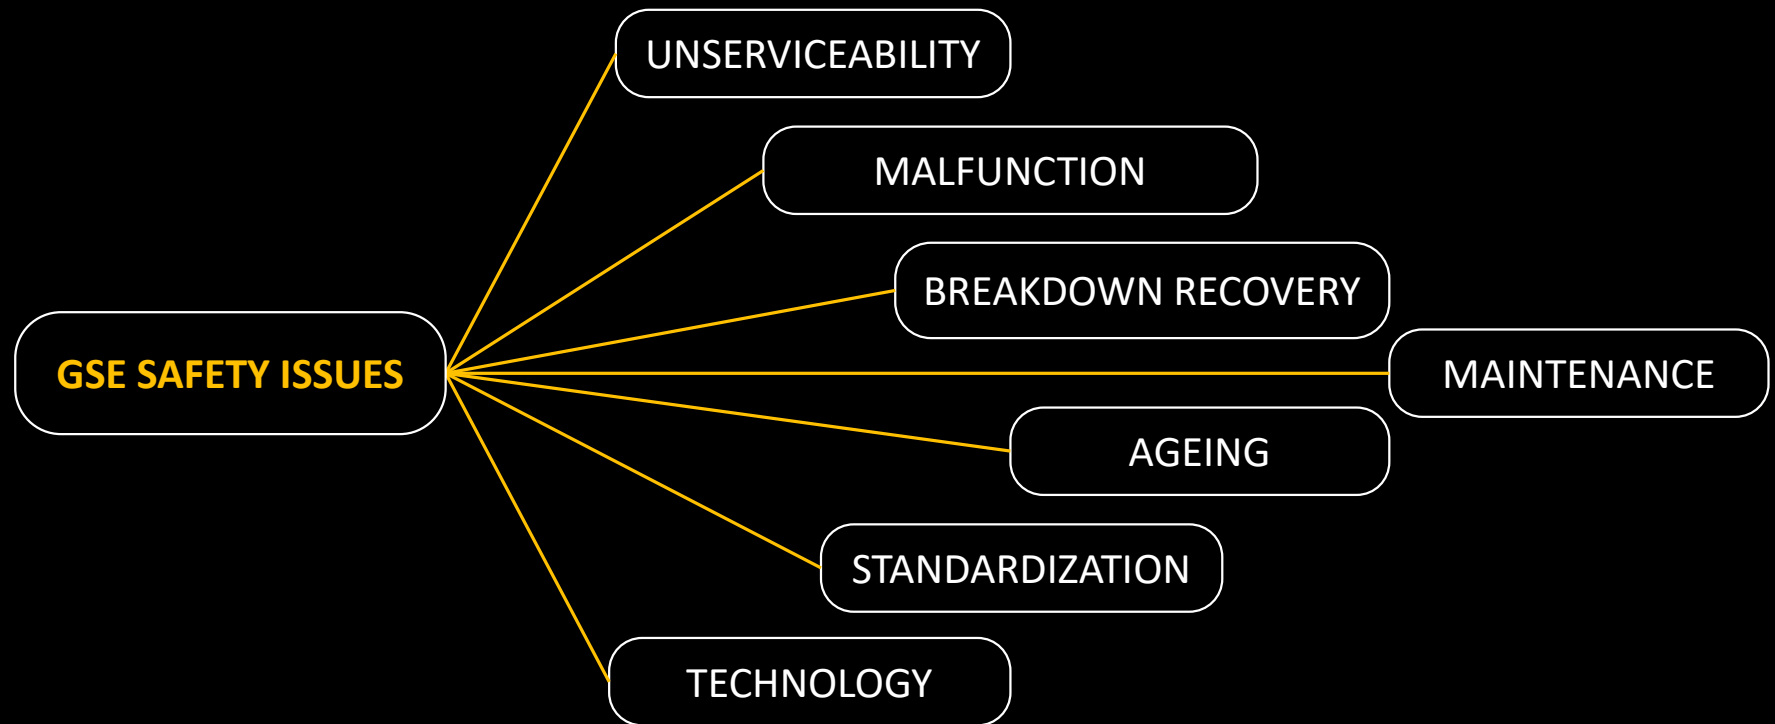 UNSERVICEABILITY
MALFUNCTION
BREAKDOWN RECOVERY
GSE SAFETY ISSUES
MAINTENANCE
AGEING
STANDARDIZATION
TECHNOLOGY